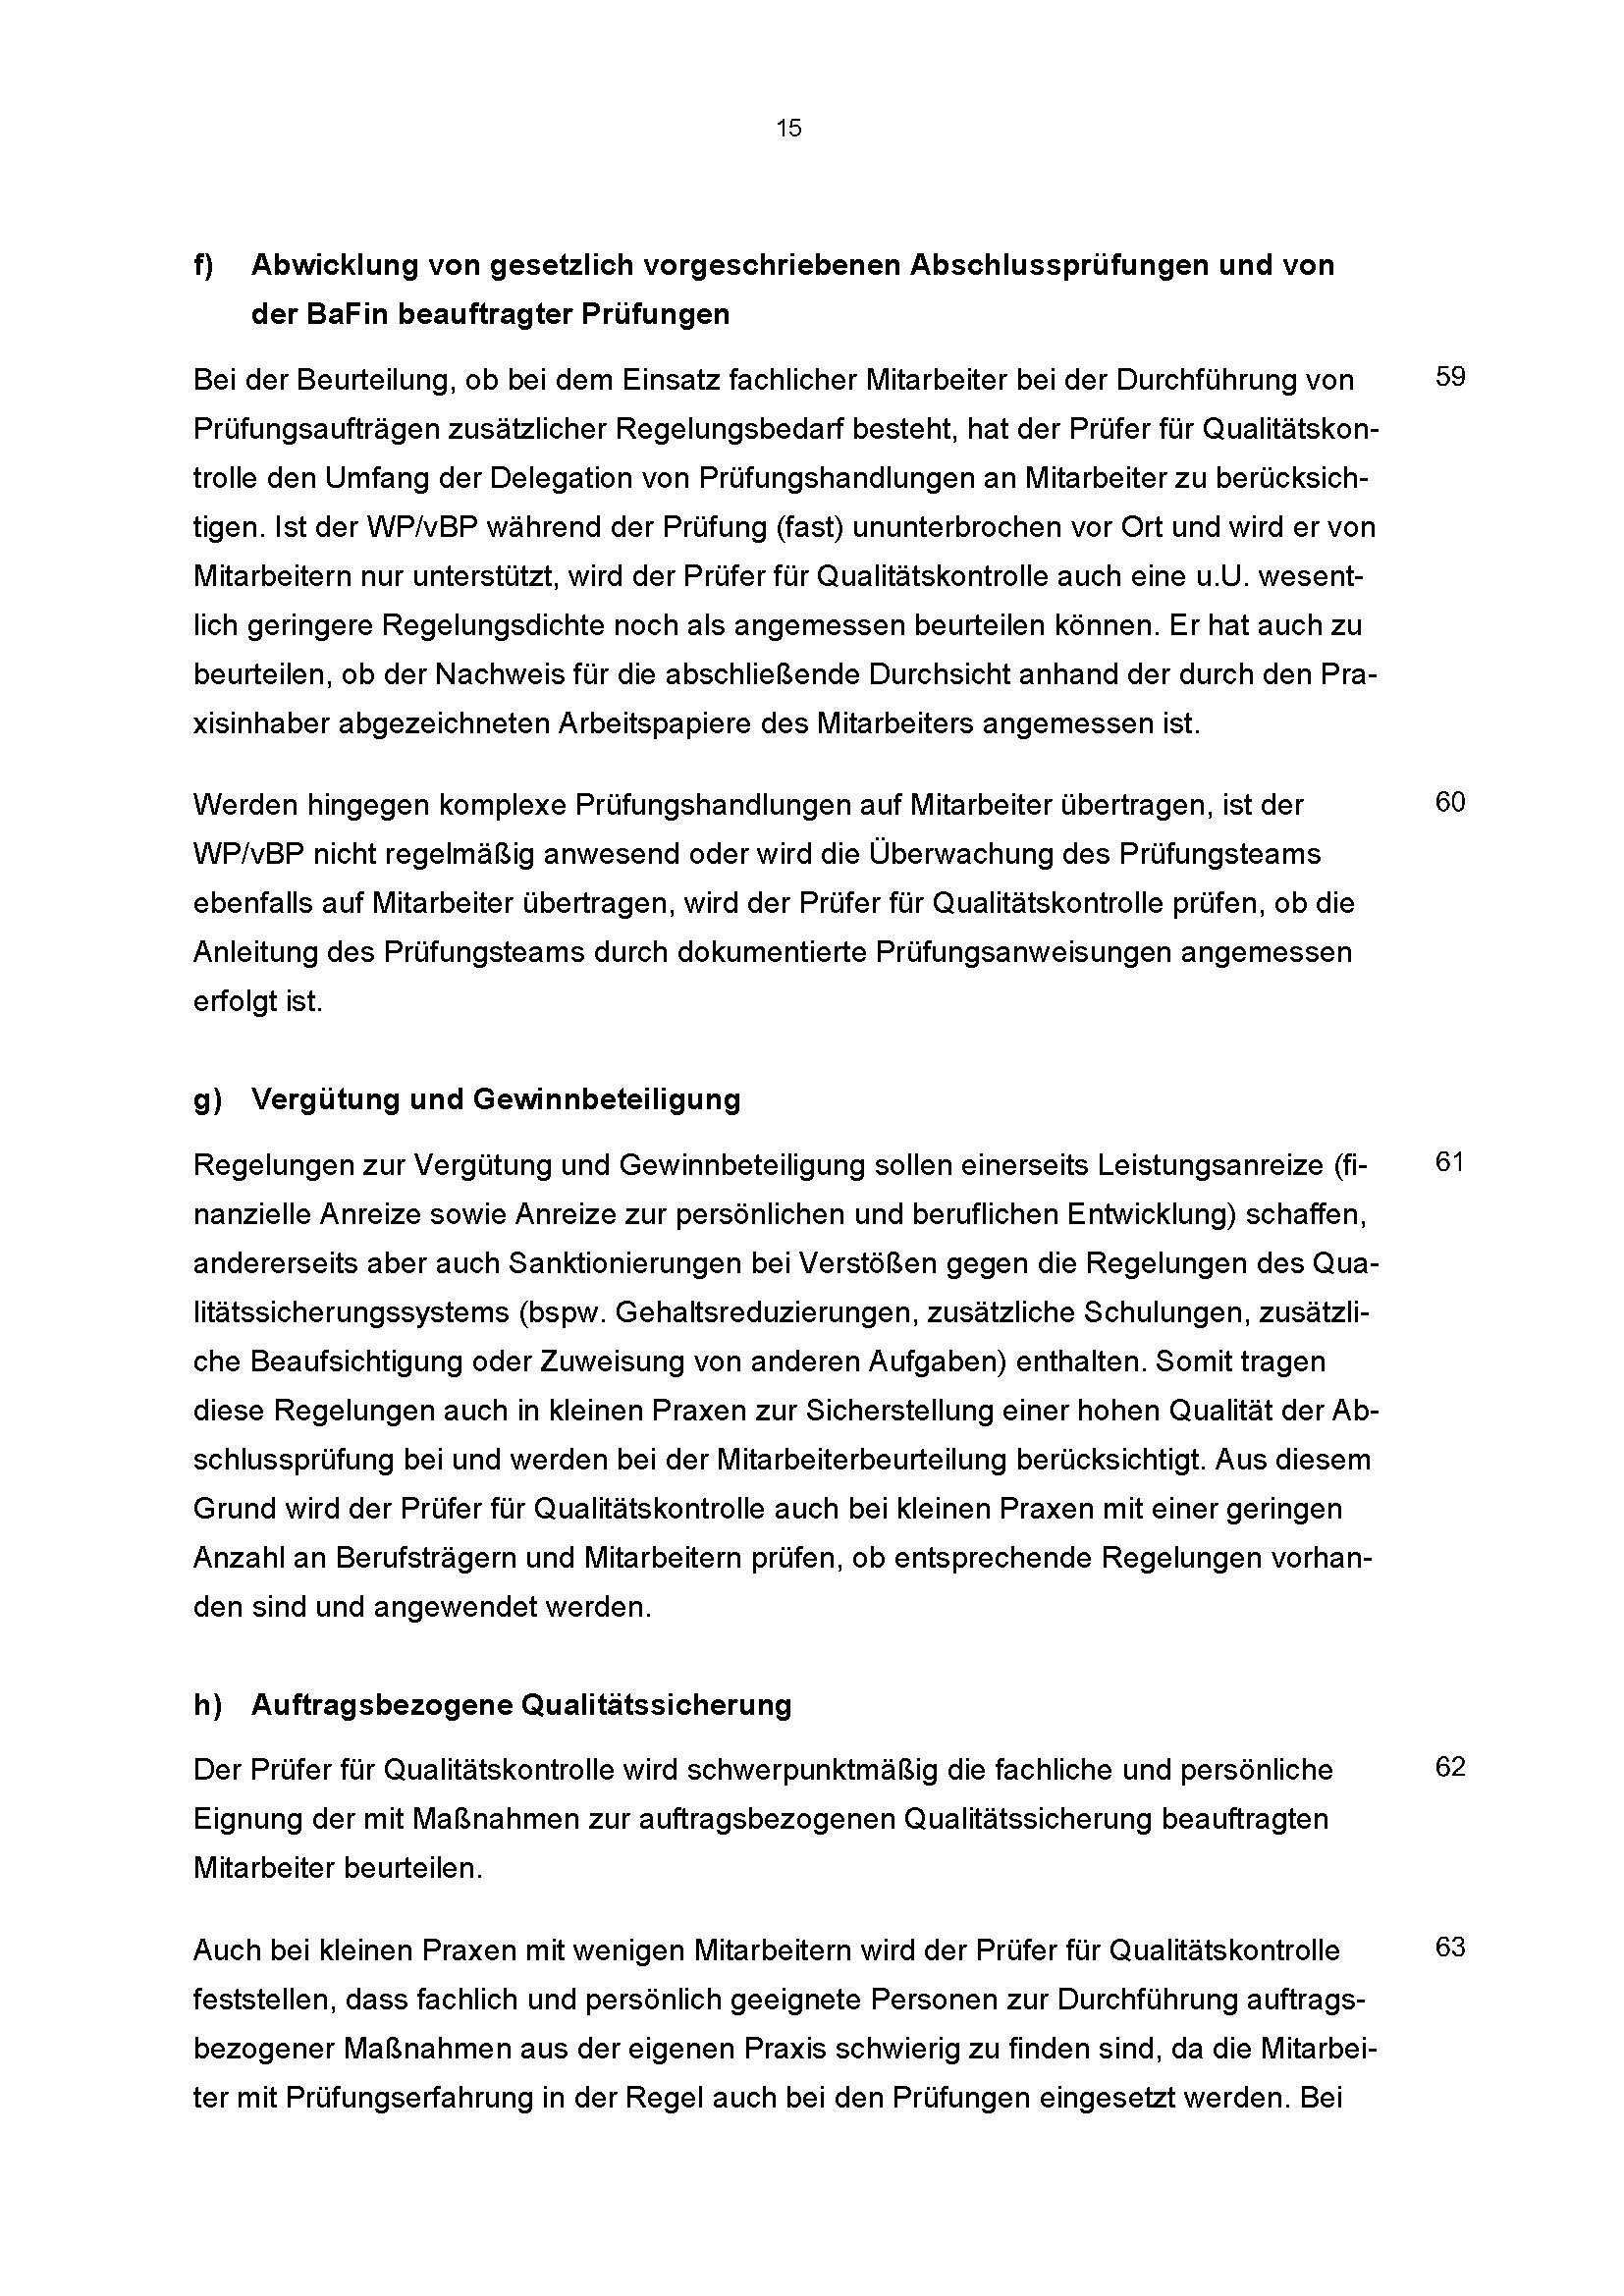 15
f) Abwicklung von gesetzlich vorgeschriebenen Abschlussprüfungen und von
der BaFin beauftragter Prüfungen
Bei der Beurteilung, ob bei dem Einsatz fachlicher Mitarbeiter bei der Durchführung von 59
Prüfungsaufträgen zusätzlicher Regelungsbedarf besteht, hat der Prüfer für Qualitätskon-
trolle den Umfang der Delegation von Prüfungshandlungen an Mitarbeiter zu berücksich-
tigen. Ist der WP/vBP während der Prüfung (fast) ununterbrochen vor Ort und wird er von
Mitarbeitern nur unterstützt, wird der Prüfer für Qualitätskontrolle auch eine u.U. wesent-
lich geringere Regelungsdichte noch als angemessen beurteilen können. Er hat auch zu
beurteilen, ob der Nachweis für die abschließende Durchsicht anhand der durch den Pra-
xisinhaber abgezeichneten Arbeitspapiere des Mitarbeiters angemessen ist.
Werden hingegen komplexe Prüfungshandlungen auf Mitarbeiter übertragen, ist der 60
WP/vBP nicht regelmäßig anwesend oder wird die Überwachung des Prüfungsteams
ebenfalls auf Mitarbeiter übertragen, wird der Prüfer für Qualitätskontrolle prüfen, ob die
Anleitung des Prüfungsteams durch dokumentierte Prüfungsanweisungen angemessen
erfolgt ist.
g) Vergütung und Gewinnbeteiligung
Regelungen zur Vergütung und Gewinnbeteiligung sollen einerseits Leistungsanreize (fi- 61
nanzielle Anreize sowie Anreize zur persönlichen und beruflichen Entwicklung) schaffen,
andererseits aber auch Sanktionierungen bei Verstößen gegen die Regelungen des Qua-
litätssicherungssystems (bspw. Gehaltsreduzierungen, zusätzliche Schulungen, zusätzli-
che Beaufsichtigung oder Zuweisung von anderen Aufgaben) enthalten. Somit tragen
diese Regelungen auch in kleinen Praxen zur Sicherstellung einer hohen Qualität der Ab-
schlussprüfung bei und werden bei der Mitarbeiterbeurteilung berücksichtigt. Aus diesem
Grund wird der Prüfer für Qualitätskontrolle auch bei kleinen Praxen mit einer geringen
Anzahl an Berufsträgern und Mitarbeitern prüfen, ob entsprechende Regelungen vorhan-
den sind und angewendet werden.
h) Auftragsbezogene Qualitätssicherung
Der Prüfer für Qualitätskontrolle wird schwerpunktmäßig die fachliche und persönliche 62
Eignung der mit Maßnahmen zur auftragsbezogenen Qualitätssicherung beauftragten
Mitarbeiter beurteilen.
Auch bei kleinen Praxen mit wenigen Mitarbeitern wird der Prüfer für Qualitätskontrolle 63
feststellen, dass fachlich und persönlich geeignete Personen zur Durchführung auftrags-
bezogener Maßnahmen aus der eigenen Praxis schwierig zu finden sind, da die Mitarbei-
ter mit Prüfungserfahrung in der Regel auch bei den Prüfungen eingesetzt werden. Bei